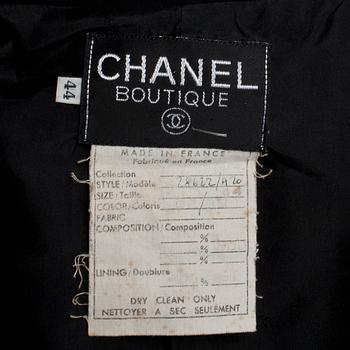 CHANEL
BOUTIQUE
44
MADE IN FRANCE
Fabriqué en France
Collection
STYLE/Modèle
SIZE/Taille
COLOR/Coloris /
FABRIC
COMPOSITION/Composition
%
%
%
LINING/Doublure
%
DRY CLEAN ONLY
NETTOYER A SEC SEULEMENT